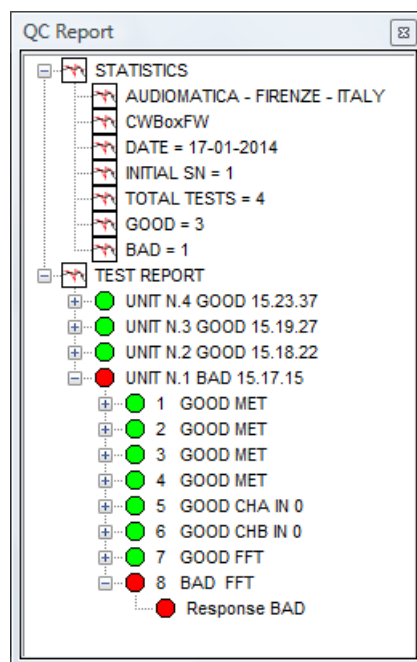 QC Report
STATISTICS
AUDIOMATICA - FIRENZE - ITALY
CWBoxFW
DATE = 17-01-2014
INITIAL SN = 1
TOTAL TESTS = 4
GOOD = 3
BAD = 1
TEST REPORT
UNIT N.4 GOOD 15.23.37
UNIT N.3 GOOD 15.19.27
UNIT N.2 GOOD 15.18.22
UNIT N.1 BAD 15.17.15
1 GOOD MET
2 GOOD MET
3 GOOD MET
4 GOOD MET
5 GOOD CHA IN 0
6 GOOD CHB IN 0
7 GOOD FFT
8 BAD FFT
Response BAD